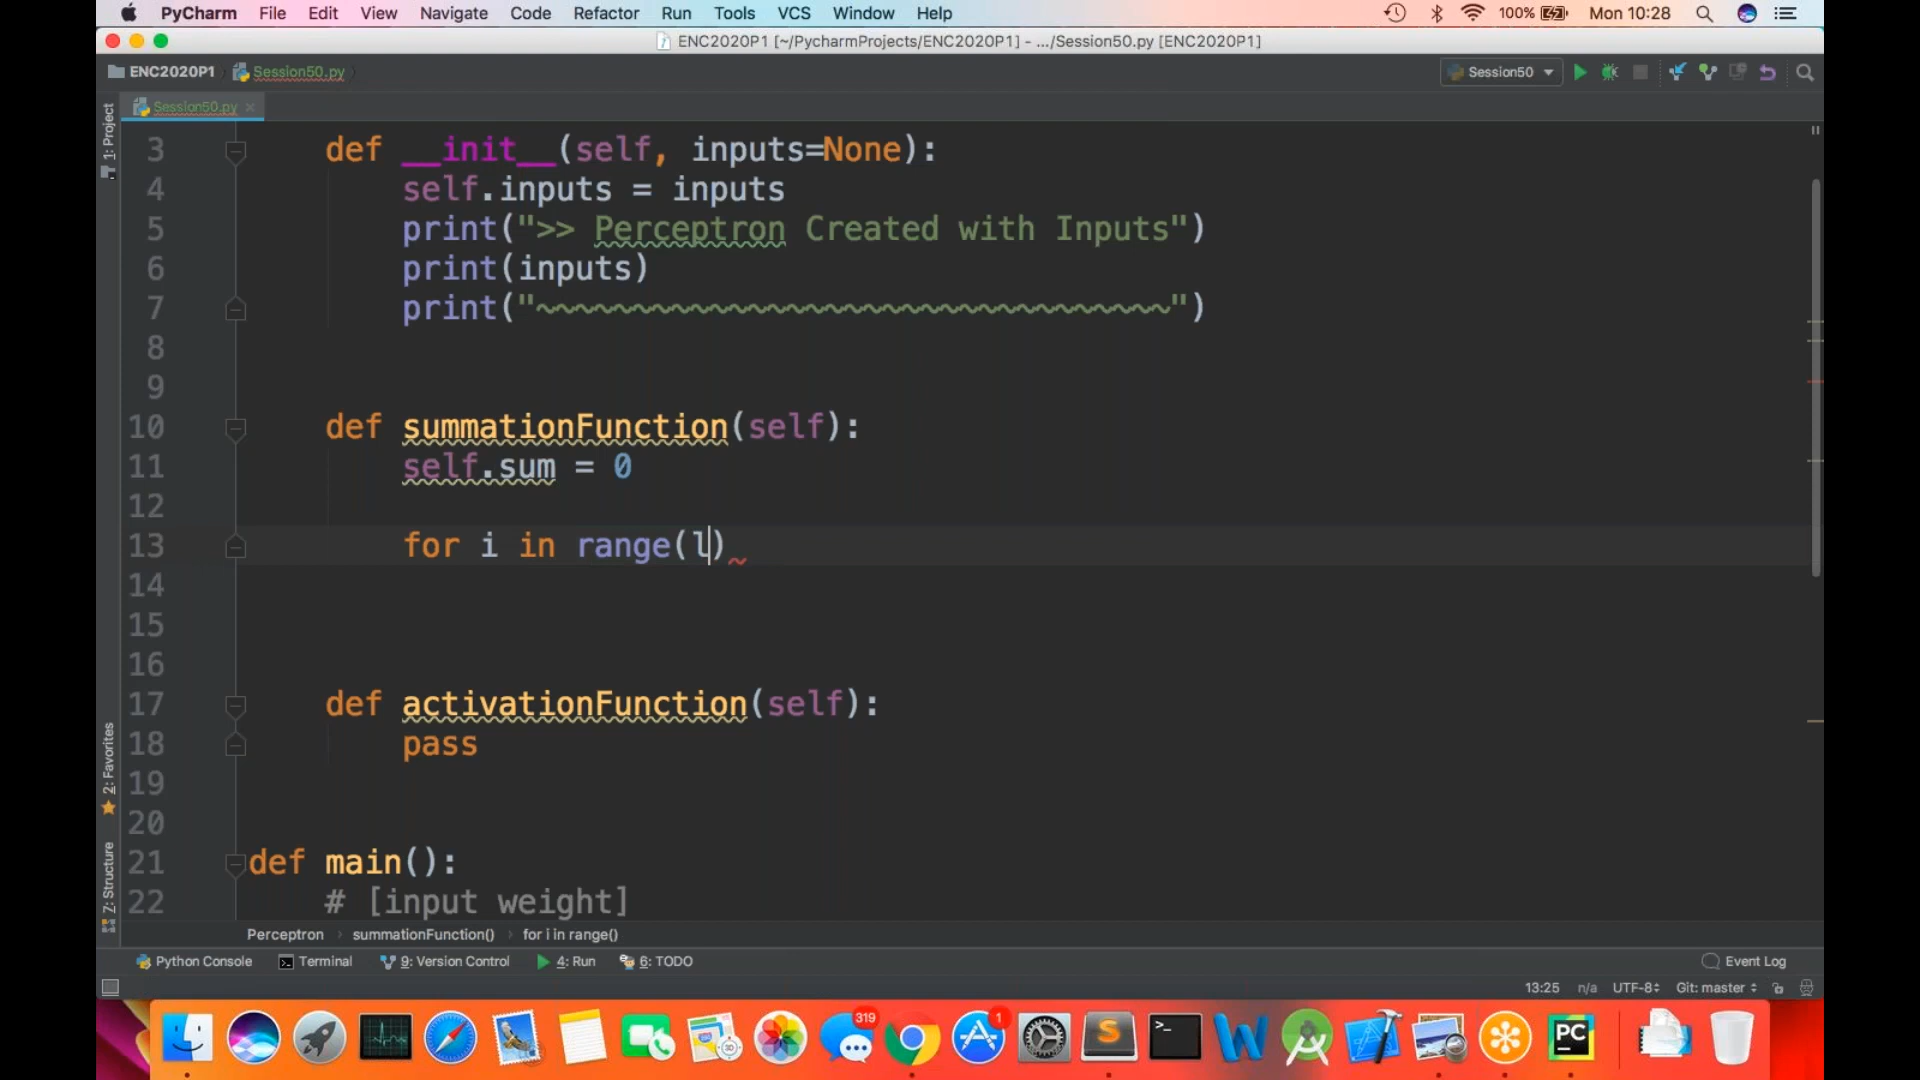 PyCharm File Edit View Navigate Code Refactor Run Tools VCS Window Help 100% Mon 10:28
ENC2020P1 [~/PycharmProjects/ENC2020P1] - .../Session50.py [ENC2020P1]
ENC2020P1 Session50.py Session50
Session50.py
1: Project
3 def __init__(self, inputs=None):
4 self.inputs = inputs
5 print(">> Perceptron Created with Inputs")
6 print(inputs)
7 print("~~~~~~~~~~~~~~~~~~~~~~~~~~~~~~~~~")
8
9
10 def summationFunction(self):
11 self.sum = 0
12
13 for i in range(l)
14
15
16
17 def activationFunction(self):
18 pass
19
20
21 def main():
22 # [input weight]
2: Favorites
7: Structure
Perceptron summationFunction() for i in range()
Python Console Terminal 9: Version Control 4: Run 6: TODO Event Log
13:25 n/a UTF-8 Git: master
319
1
PC